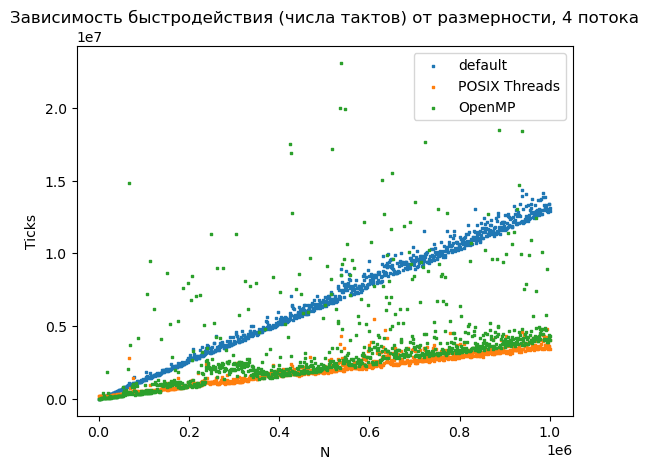 Зависимость быстродействия (числа тактов) от размерности, 4 потока
1e7
default
POSIX Threads
OpenMP
2.0
1.5
1.0
0.5
0.0
Ticks
0.0 0.2 0.4 0.6 0.8 1.0
1e6
N